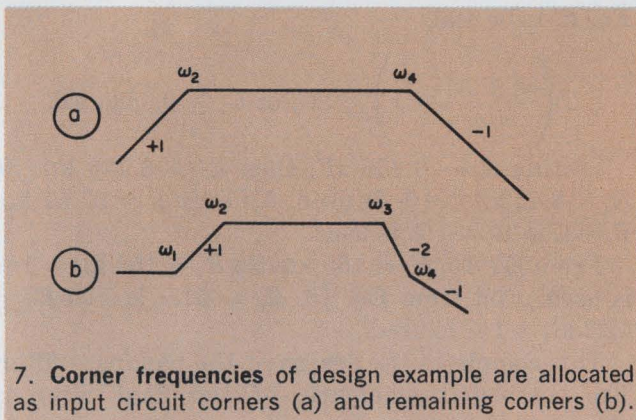 ω2 ω4
a
+1 -1
ω2 ω3
ω1 +1 -2
b ω4
-1
7. Corner frequencies of design example are allocated
as input circuit corners (a) and remaining corners (b).